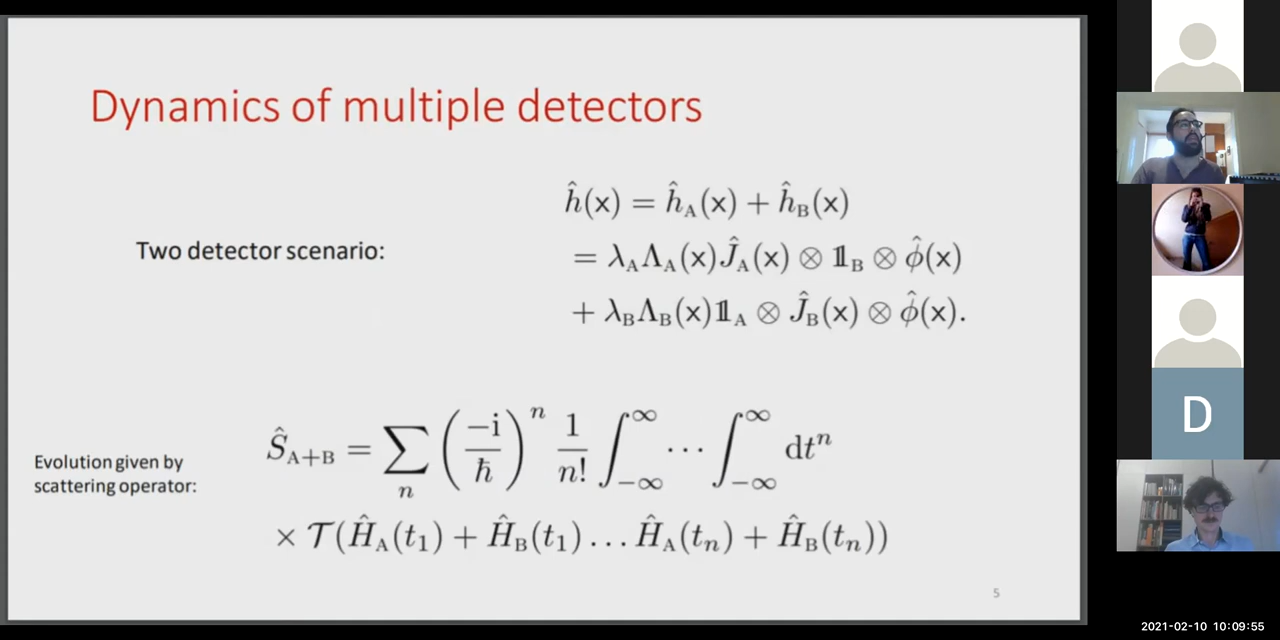 Dynamics of multiple detectors
Two detector scenario:
ĥ(x) = ĥ_A(x) + ĥ_B(x)
= λ_A Λ_A(x) Ĵ_A(x) ⊗ 𝟙_B ⊗ φ̂(x)
+ λ_B Λ_B(x) 𝟙_A ⊗ Ĵ_B(x) ⊗ φ̂(x).
Evolution given by
scattering operator:
Ŝ_{A+B} = ∑_n (−i/ħ)^n 1/n! ∫_{−∞}^{∞} ⋯ ∫_{−∞}^{∞} dt^n
× 𝒯(Ĥ_A(t_1) + Ĥ_B(t_1) … Ĥ_A(t_n) + Ĥ_B(t_n))
5
D
2021-02-10 10:09:55